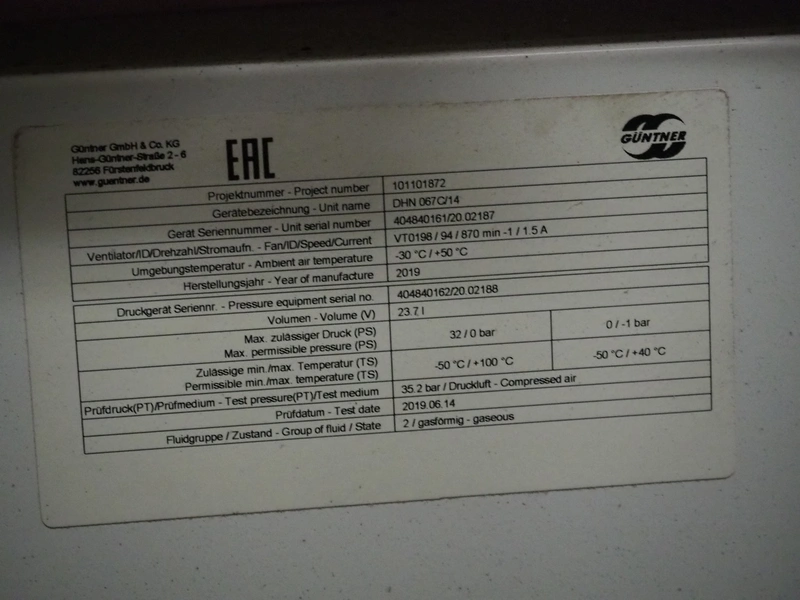 Güntner GmbH & Co. KG
Hans-Güntner-Straße 2 - 6
82256 Fürstenfeldbruck
www.guentner.de
EAC
GÜNTNER
Projektnummer - Project number 101101872
Gerätebezeichnung - Unit name DHN 067C/14
Gerät Seriennummer - Unit serial number 404840161/20.02187
Ventilator/ID/Drehzahl/Stromaufn. - Fan/ID/Speed/Current VT0198 / 94 / 870 min -1 / 1.5 A
Umgebungstemperatur - Ambient air temperature -30 °C / +50 °C
Herstellungsjahr - Year of manufacture 2019
Druckgerät Seriennr. - Pressure equipment serial no. 404840162/20.02188
Volumen - Volume (V) 23.7 l
Max. zulässiger Druck (PS)
Max. permissible pressure (PS) 32 / 0 bar 0 / -1 bar
Zulässige min./max. Temperatur (TS)
Permissible min./max. temperature (TS) -50 °C / +100 °C -50 °C / +40 °C
Prüfdruck(PT)/Prüfmedium - Test pressure(PT)/Test medium 35.2 bar / Druckluft - Compressed air
Prüfdatum - Test date 2019.06.14
Fluidgruppe / Zustand - Group of fluid / State 2 / gasförmig - gaseous